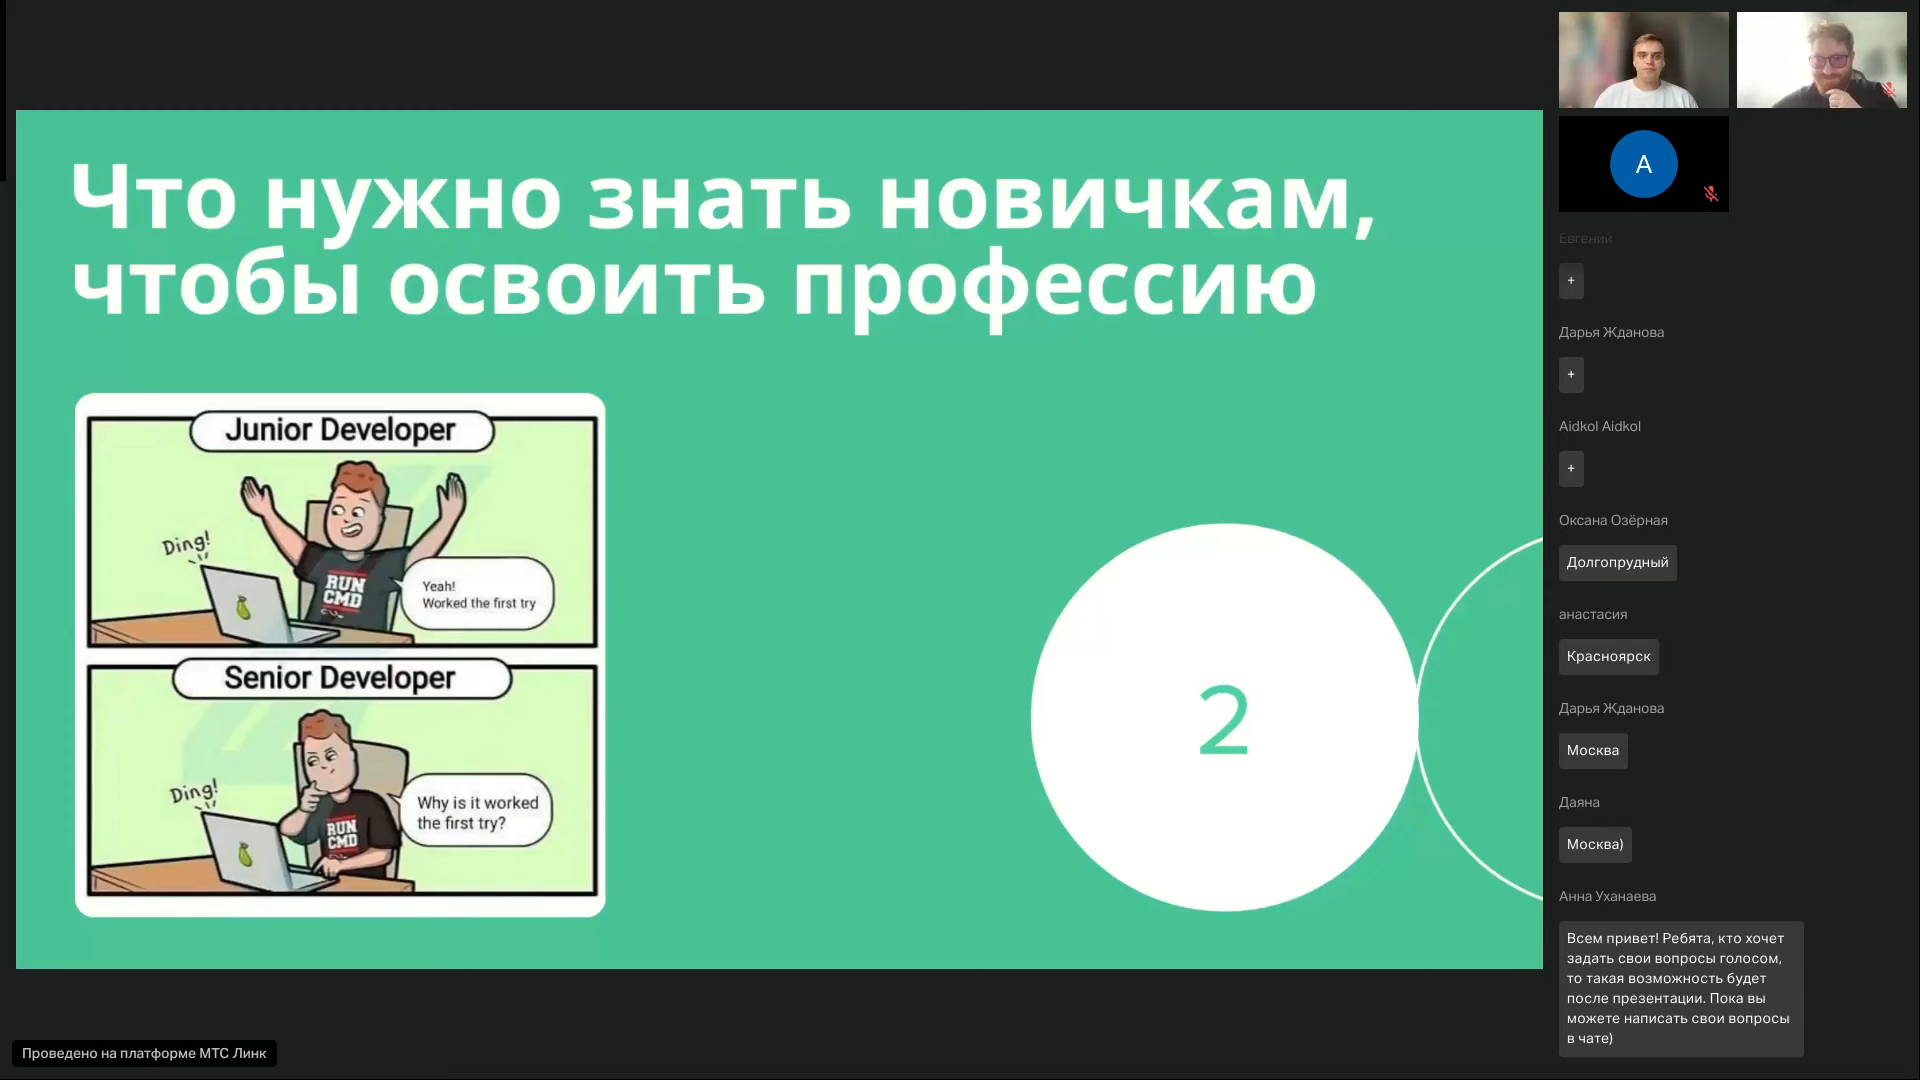 Что нужно знать новичкам,
чтобы освоить профессию
Junior Developer
Ding!
RUN
CMD
Yeah!
Worked the first try
Senior Developer
Ding!
RUN
CMD
Why is it worked
the first try?
2
A
Евгений
+
Дарья Жданова
+
Aidkol Aidkol
+
Оксана Озёрная
Долгопрудный
анастасия
Красноярск
Дарья Жданова
Москва
Даяна
Москва)
Анна Уханаева
Всем привет! Ребята, кто хочет
задать свои вопросы голосом,
то такая возможность будет
после презентации. Пока вы
можете написать свои вопросы
в чате)
Проведено на платформе МТС Линк